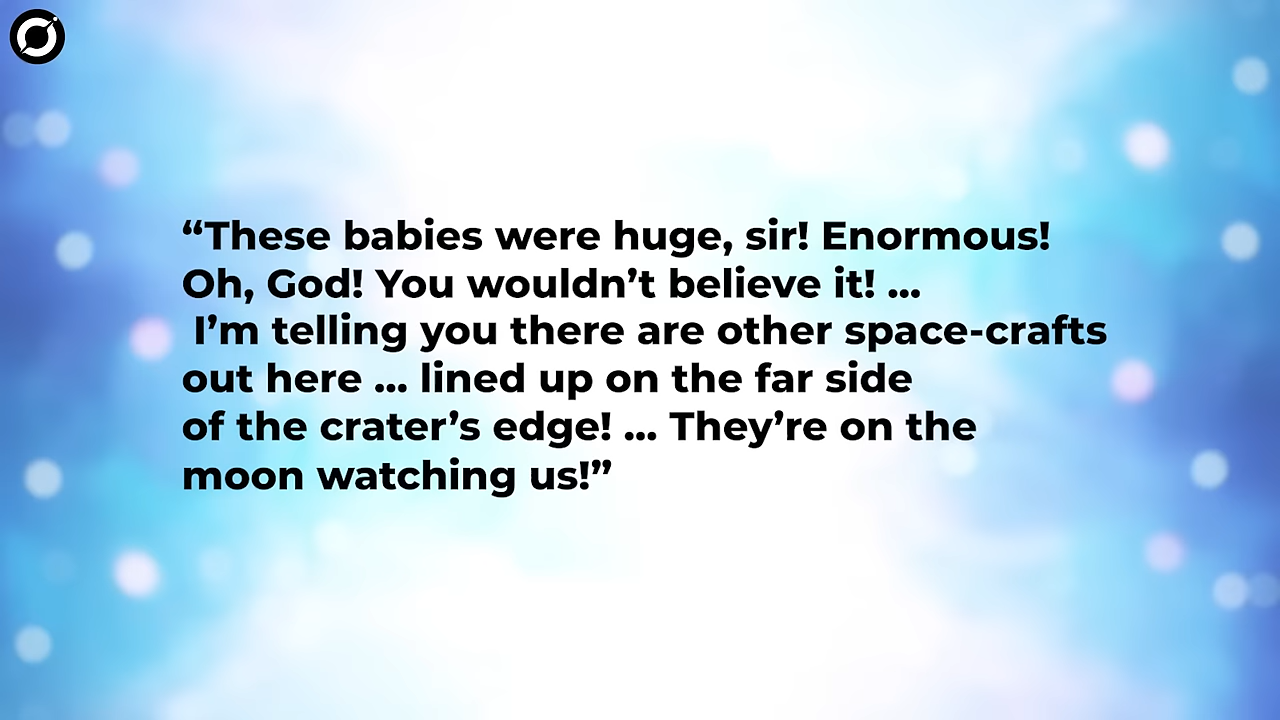 “These babies were huge, sir! Enormous!
Oh, God! You wouldn’t believe it! ...
I’m telling you there are other space-crafts
out here ... lined up on the far side
of the crater’s edge! ... They’re on the
moon watching us!”